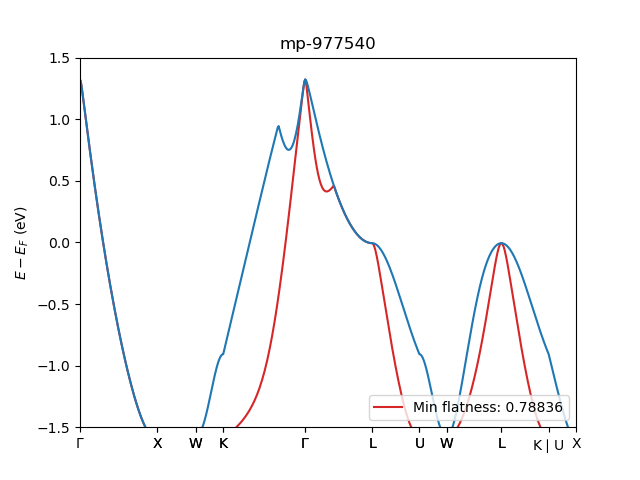 mp-977540
E − E_F (eV)
1.5
1.0
0.5
0.0
−0.5
−1.0
−1.5
Min flatness: 0.78836
Γ X W K Γ L U W L K | U X